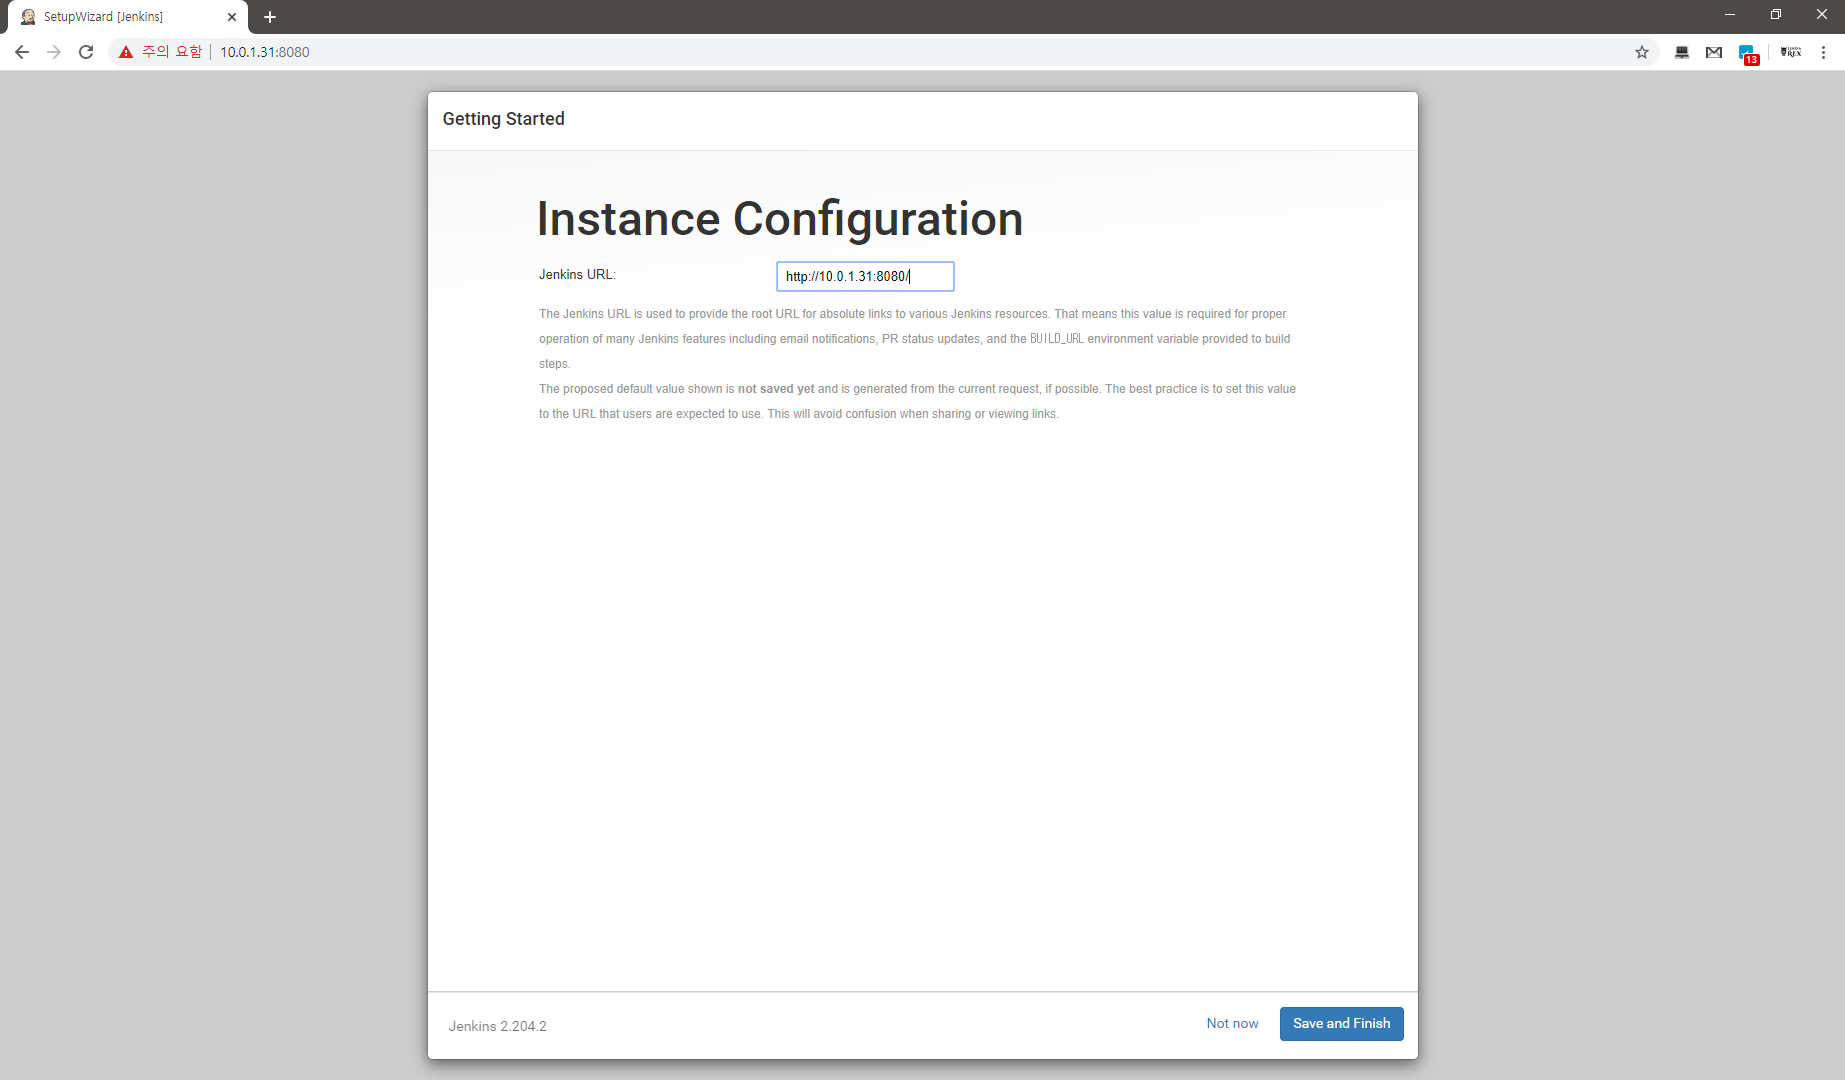 SetupWizard [Jenkins]
주의 요함
10.0.1.31:8080
13
REX
Getting Started
Instance Configuration
Jenkins URL:
http://10.0.1.31:8080/
The Jenkins URL is used to provide the root URL for absolute links to various Jenkins resources. That means this value is required for proper
operation of many Jenkins features including email notifications, PR status updates, and the BUILD_URL environment variable provided to build
steps.
The proposed default value shown is not saved yet and is generated from the current request, if possible. The best practice is to set this value
to the URL that users are expected to use. This will avoid confusion when sharing or viewing links.
Jenkins 2.204.2
Not now
Save and Finish